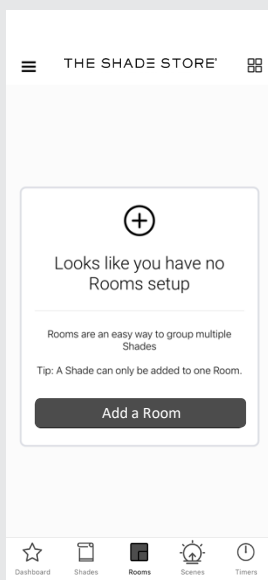 THE SHADE STORE®
Looks like you have no
Rooms setup
Rooms are an easy way to group multiple
Shades
Tip: A Shade can only be added to one Room.
Add a Room
Dashboard Shades Rooms Scenes Timers